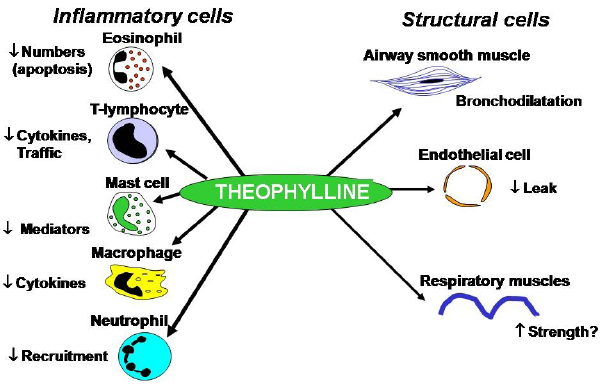 Inflammatory cells
Eosinophil
↓Numbers
(apoptosis)
T-lymphocyte
↓Cytokines,
Traffic
Mast cell
↓ Mediators
Macrophage
↓Cytokines
Neutrophil
↓Recruitment
THEOPHYLLINE
Structural cells
Airway smooth muscle
Bronchodilatation
Endothelial cell
↓ Leak
Respiratory muscles
↑Strength?